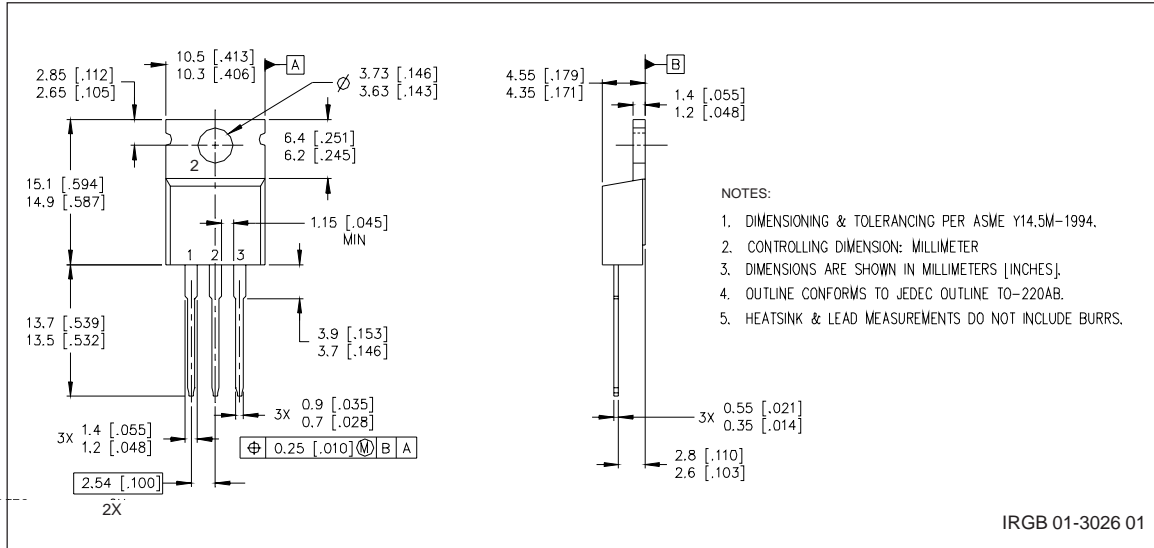 10.5 [.413]
10.3 [.406]
A
2.85 [.112]
2.65 [.105]
Ø 3.73 [.146]
3.63 [.143]
6.4 [.251]
6.2 [.245]
2
15.1 [.594]
14.9 [.587]
1.15 [.045]
MIN
1 2 3
13.7 [.539]
13.5 [.532]
3.9 [.153]
3.7 [.146]
3X 0.9 [.035]
0.7 [.028]
3X 1.4 [.055]
1.2 [.048]
⌖ 0.25 [.010] Ⓜ B A
2.54 [.100]
2X
4.55 [.179]
4.35 [.171]
B
1.4 [.055]
1.2 [.048]
3X 0.55 [.021]
0.35 [.014]
2.8 [.110]
2.6 [.103]
NOTES:
1. DIMENSIONING & TOLERANCING PER ASME Y14.5M-1994.
2. CONTROLLING DIMENSION: MILLIMETER
3. DIMENSIONS ARE SHOWN IN MILLIMETERS [INCHES].
4. OUTLINE CONFORMS TO JEDEC OUTLINE TO-220AB.
5. HEATSINK & LEAD MEASUREMENTS DO NOT INCLUDE BURRS.
IRGB 01-3026 01